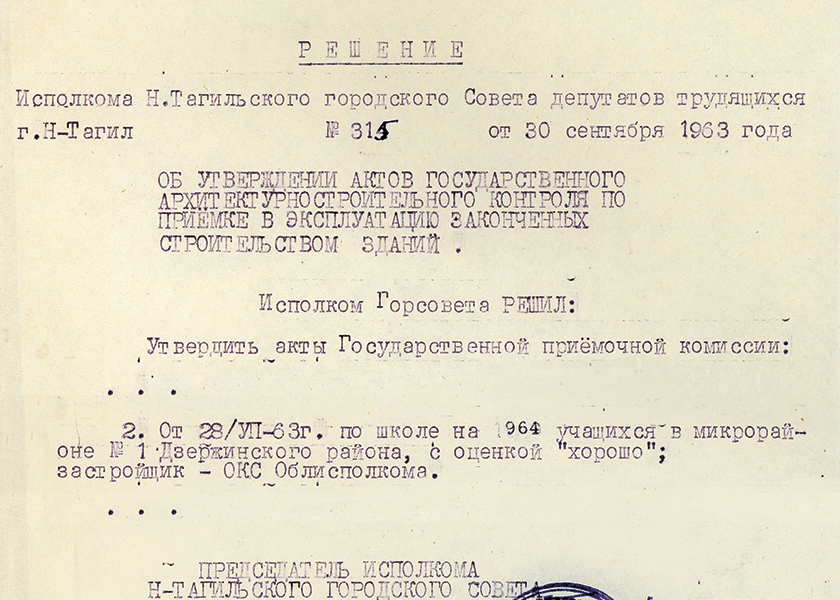 РЕШЕНИЕ
Исполкома Н.Тагильского городского Совета депутатов трудящихся
г.Н-Тагил № 315 от 30 сентября 1963 года
ОБ УТВЕРЖДЕНИИ АКТОВ ГОСУДАРСТВЕННОГО
АРХИТЕКТУРНОСТРОИТЕЛЬНОГО КОНТРОЛЯ ПО
ПРИЁМКЕ В ЭКСПЛУАТАЦИЮ ЗАКОНЧЕННЫХ
СТРОИТЕЛЬСТВОМ ЗДАНИЙ .
Исполком Горсовета РЕШИЛ:
Утвердить акты Государственной приёмочной комиссии:
. . .
2. От 28/УП-63г. по школе на 1964 учащихся в микрорай-
оне № 1 Дзержинского района, с оценкой "хорошо";
застройщик - ОКС Облисполкома.
. . .
ПРЕДСЕДАТЕЛЬ ИСПОЛКОМА
Н-ТАГИЛЬСКОГО ГОРОДСКОГО СОВЕТА